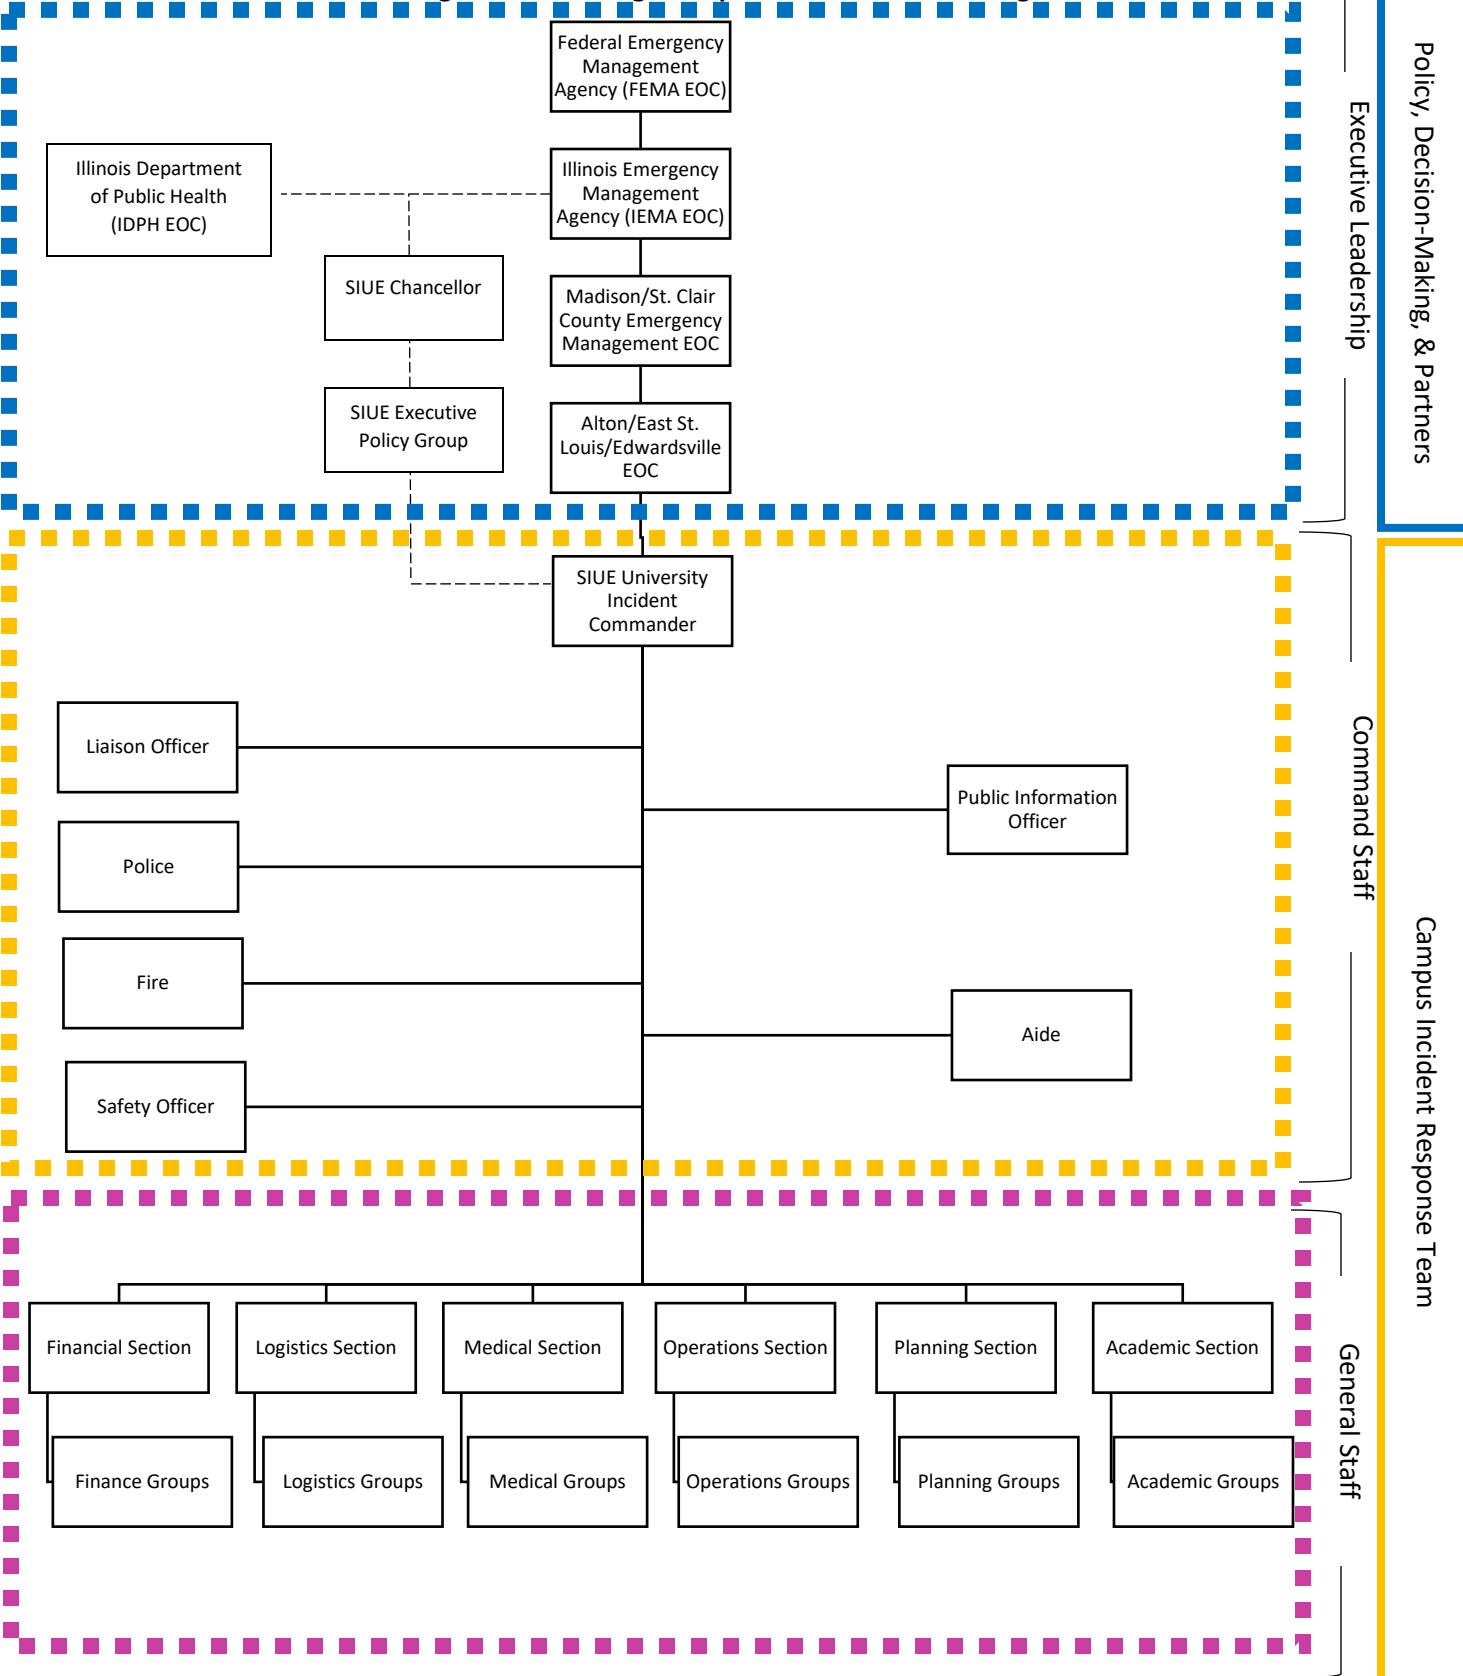 Federal Emergency
Management
Agency (FEMA EOC)
Illinois Department
of Public Health
(IDPH EOC)
Illinois Emergency
Management
Agency (IEMA EOC)
SIUE Chancellor
Madison/St. Clair
County Emergency
Management EOC
SIUE Executive
Policy Group
Alton/East St.
Louis/Edwardsville
EOC
Executive Leadership
Policy, Decision-Making, & Partners
SIUE University
Incident
Commander
Liaison Officer
Public Information
Officer
Police
Fire
Aide
Safety Officer
Command Staff
Campus Incident Response Team
Financial Section
Logistics Section
Medical Section
Operations Section
Planning Section
Academic Section
Finance Groups
Logistics Groups
Medical Groups
Operations Groups
Planning Groups
Academic Groups
General Staff